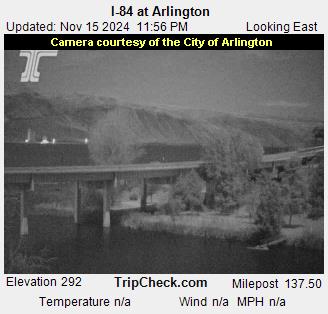 I-84 at Arlington
Updated: Nov 15 2024 11:56 PM Looking East
Camera courtesy of the City of Arlington
Elevation 292 TripCheck.com Milepost 137.50
Temperature n/a Wind n/a MPH n/a